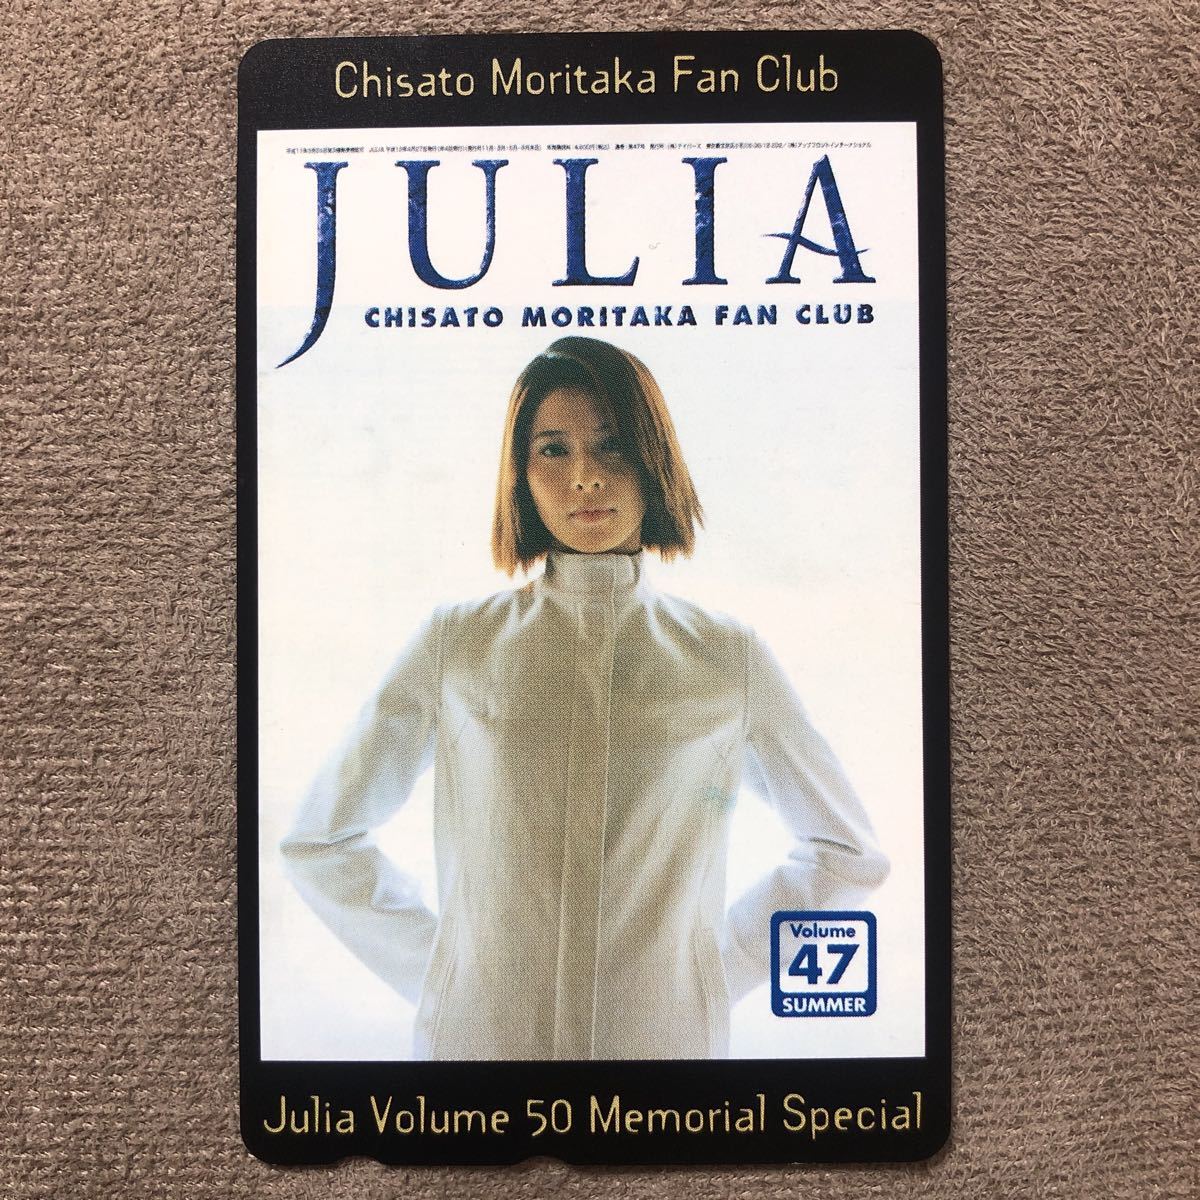 Chisato Moritaka Fan Club
JULIA
CHISATO MORITAKA FAN CLUB
Volume
47
SUMMER
Julia Volume 50 Memorial Special